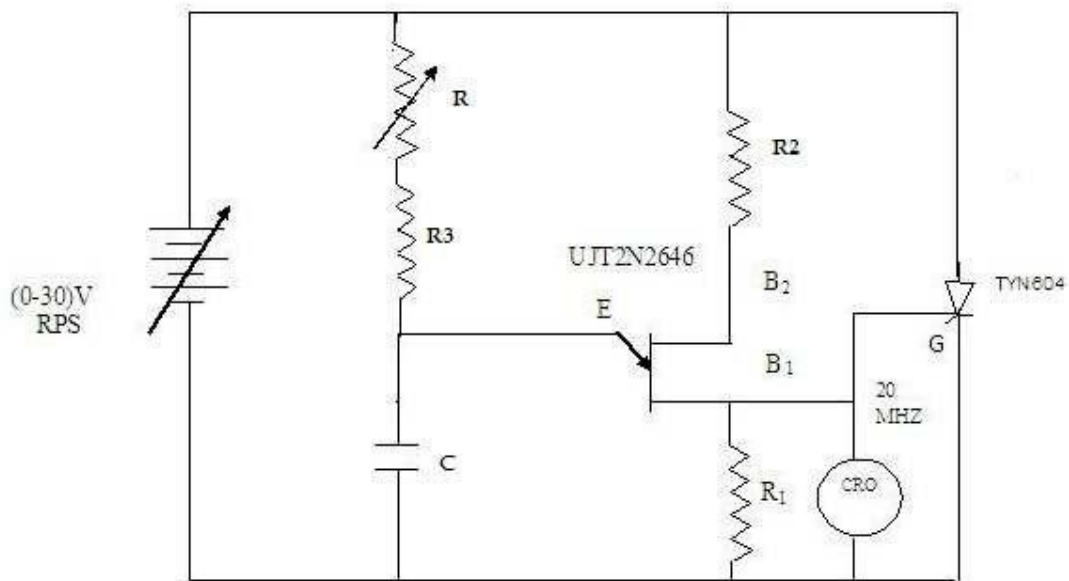 R
R2
R3
UJT2N2646
(0-30)V
RPS
E
B2
TYN604
G
B1
20
MHZ
C
R1
CRO